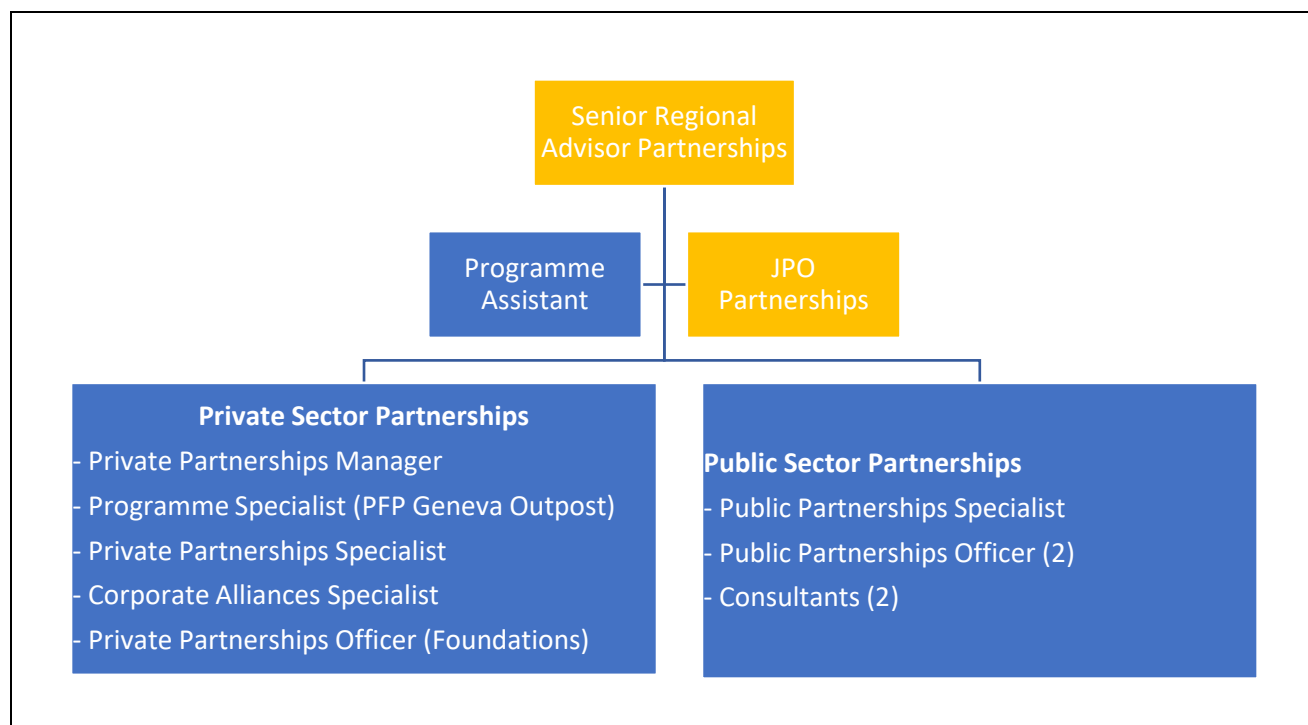 Senior Regional
Advisor Partnerships
Programme
Assistant
JPO
Partnerships
Private Sector Partnerships
- Private Partnerships Manager
- Programme Specialist (PFP Geneva Outpost)
- Private Partnerships Specialist
- Corporate Alliances Specialist
- Private Partnerships Officer (Foundations)
Public Sector Partnerships
- Public Partnerships Specialist
- Public Partnerships Officer (2)
- Consultants (2)